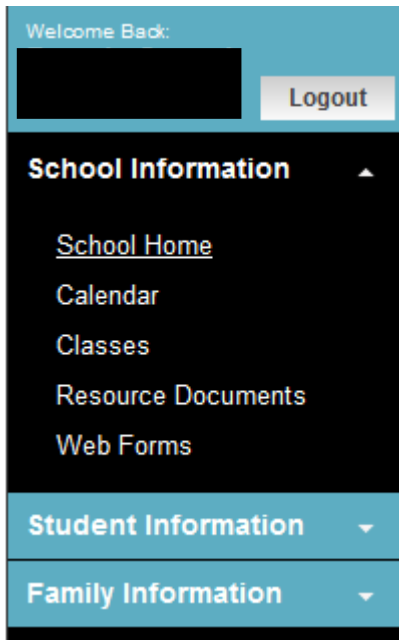 Welcome Back:
Logout
School Information
School Home
Calendar
Classes
Resource Documents
Web Forms
Student Information
Family Information